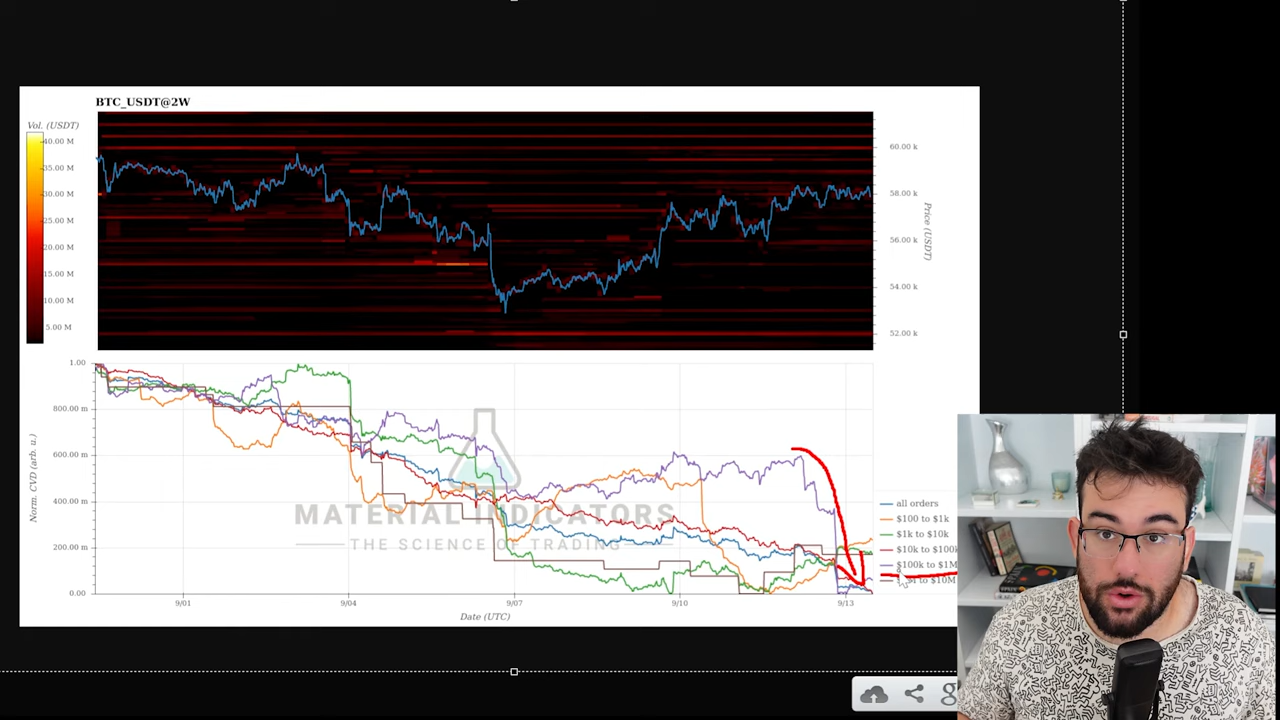 BTC_USDT@2W
Vol. (USDT)
40.00 M
35.00 M
30.00 M
25.00 M
20.00 M
15.00 M
10.00 M
5.00 M
60.00 k
58.00 k
56.00 k
54.00 k
52.00 k
Price (USDT)
1.00
800.00 m
600.00 m
400.00 m
200.00 m
0.00
Norm. CVD (arb. u.)
MATERIAL INDICATORS
THE SCIENCE OF TRADING
9/01
9/04
9/07
9/10
9/13
Date (UTC)
all orders
$100 to $1k
$1k to $10k
$10k to $100k
$100k to $1M
to $10M
g